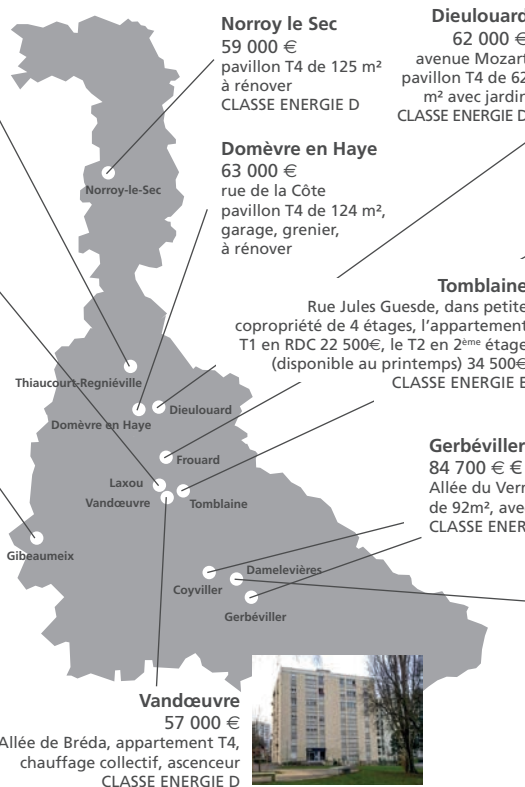 Norroy le Sec
59 000 €
pavillon T4 de 125 m²
à rénover
CLASSE ENERGIE D
Dieulouard
62 000 €
avenue Mozart
pavillon T4 de 62
m² avec jardin
CLASSE ENERGIE D
Domèvre en Haye
63 000 €
rue de la Côte
pavillon T4 de 124 m²,
garage, grenier,
à rénover
Tomblaine
Rue Jules Guesde, dans petite
copropriété de 4 étages, l’appartement
T1 en RDC 22 500€, le T2 en 2ème étage
(disponible au printemps) 34 500€
CLASSE ENERGIE E
Gerbéviller
84 700 € €
Allée du Verr
de 92m², ave
CLASSE ENER
Norroy-le-Sec
Thiaucourt-Regniéville
Domèvre en Haye
Dieulouard
Frouard
Laxou
Vandœuvre
Tomblaine
Gibeaumeix
Coyviller
Damelevières
Gerbéviller
Vandœuvre
57 000 €
Allée de Bréda, appartement T4,
chauffage collectif, ascenceur
CLASSE ENERGIE D